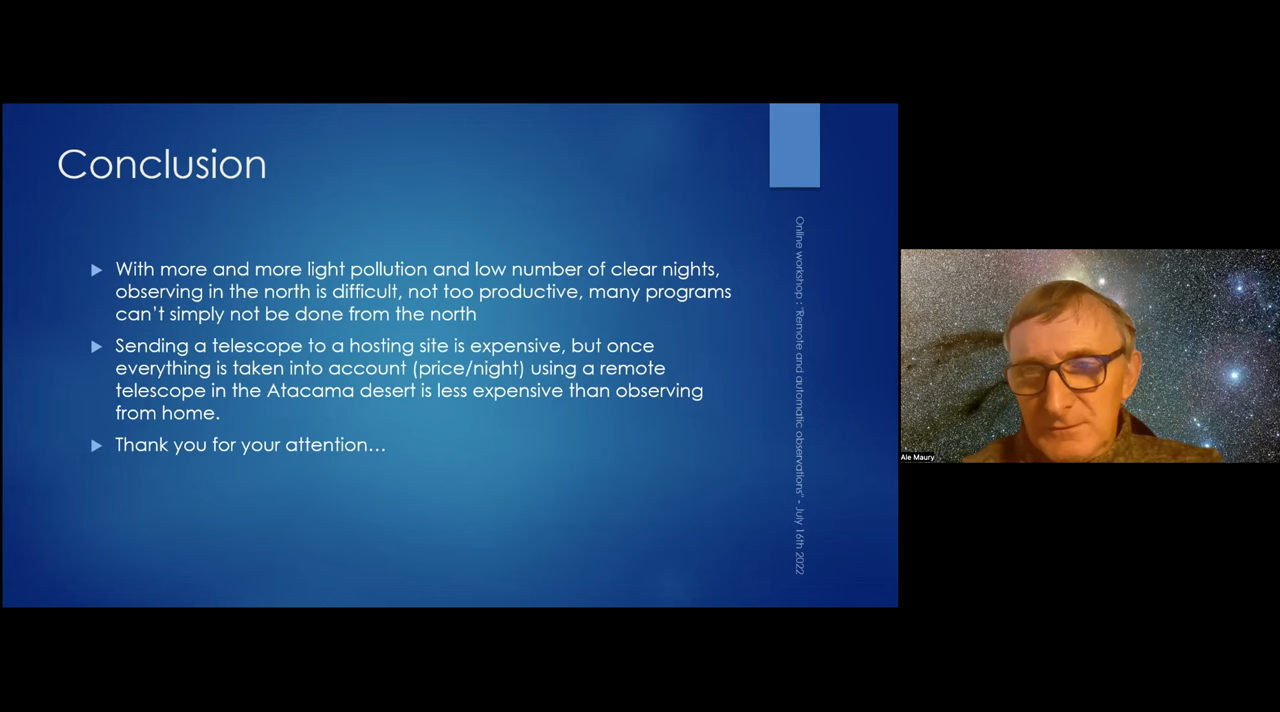 Conclusion
With more and more light pollution and low number of clear nights,
observing in the north is difficult, not too productive, many programs
can't simply not be done from the north
Sending a telescope to a hosting site is expensive, but once
everything is taken into account (price/night) using a remote
telescope in the Atacama desert is less expensive than observing
from home.
Thank you for your attention…
Online workshop : "Remote and automatic observations" - July 16th 2022
Ale Maury